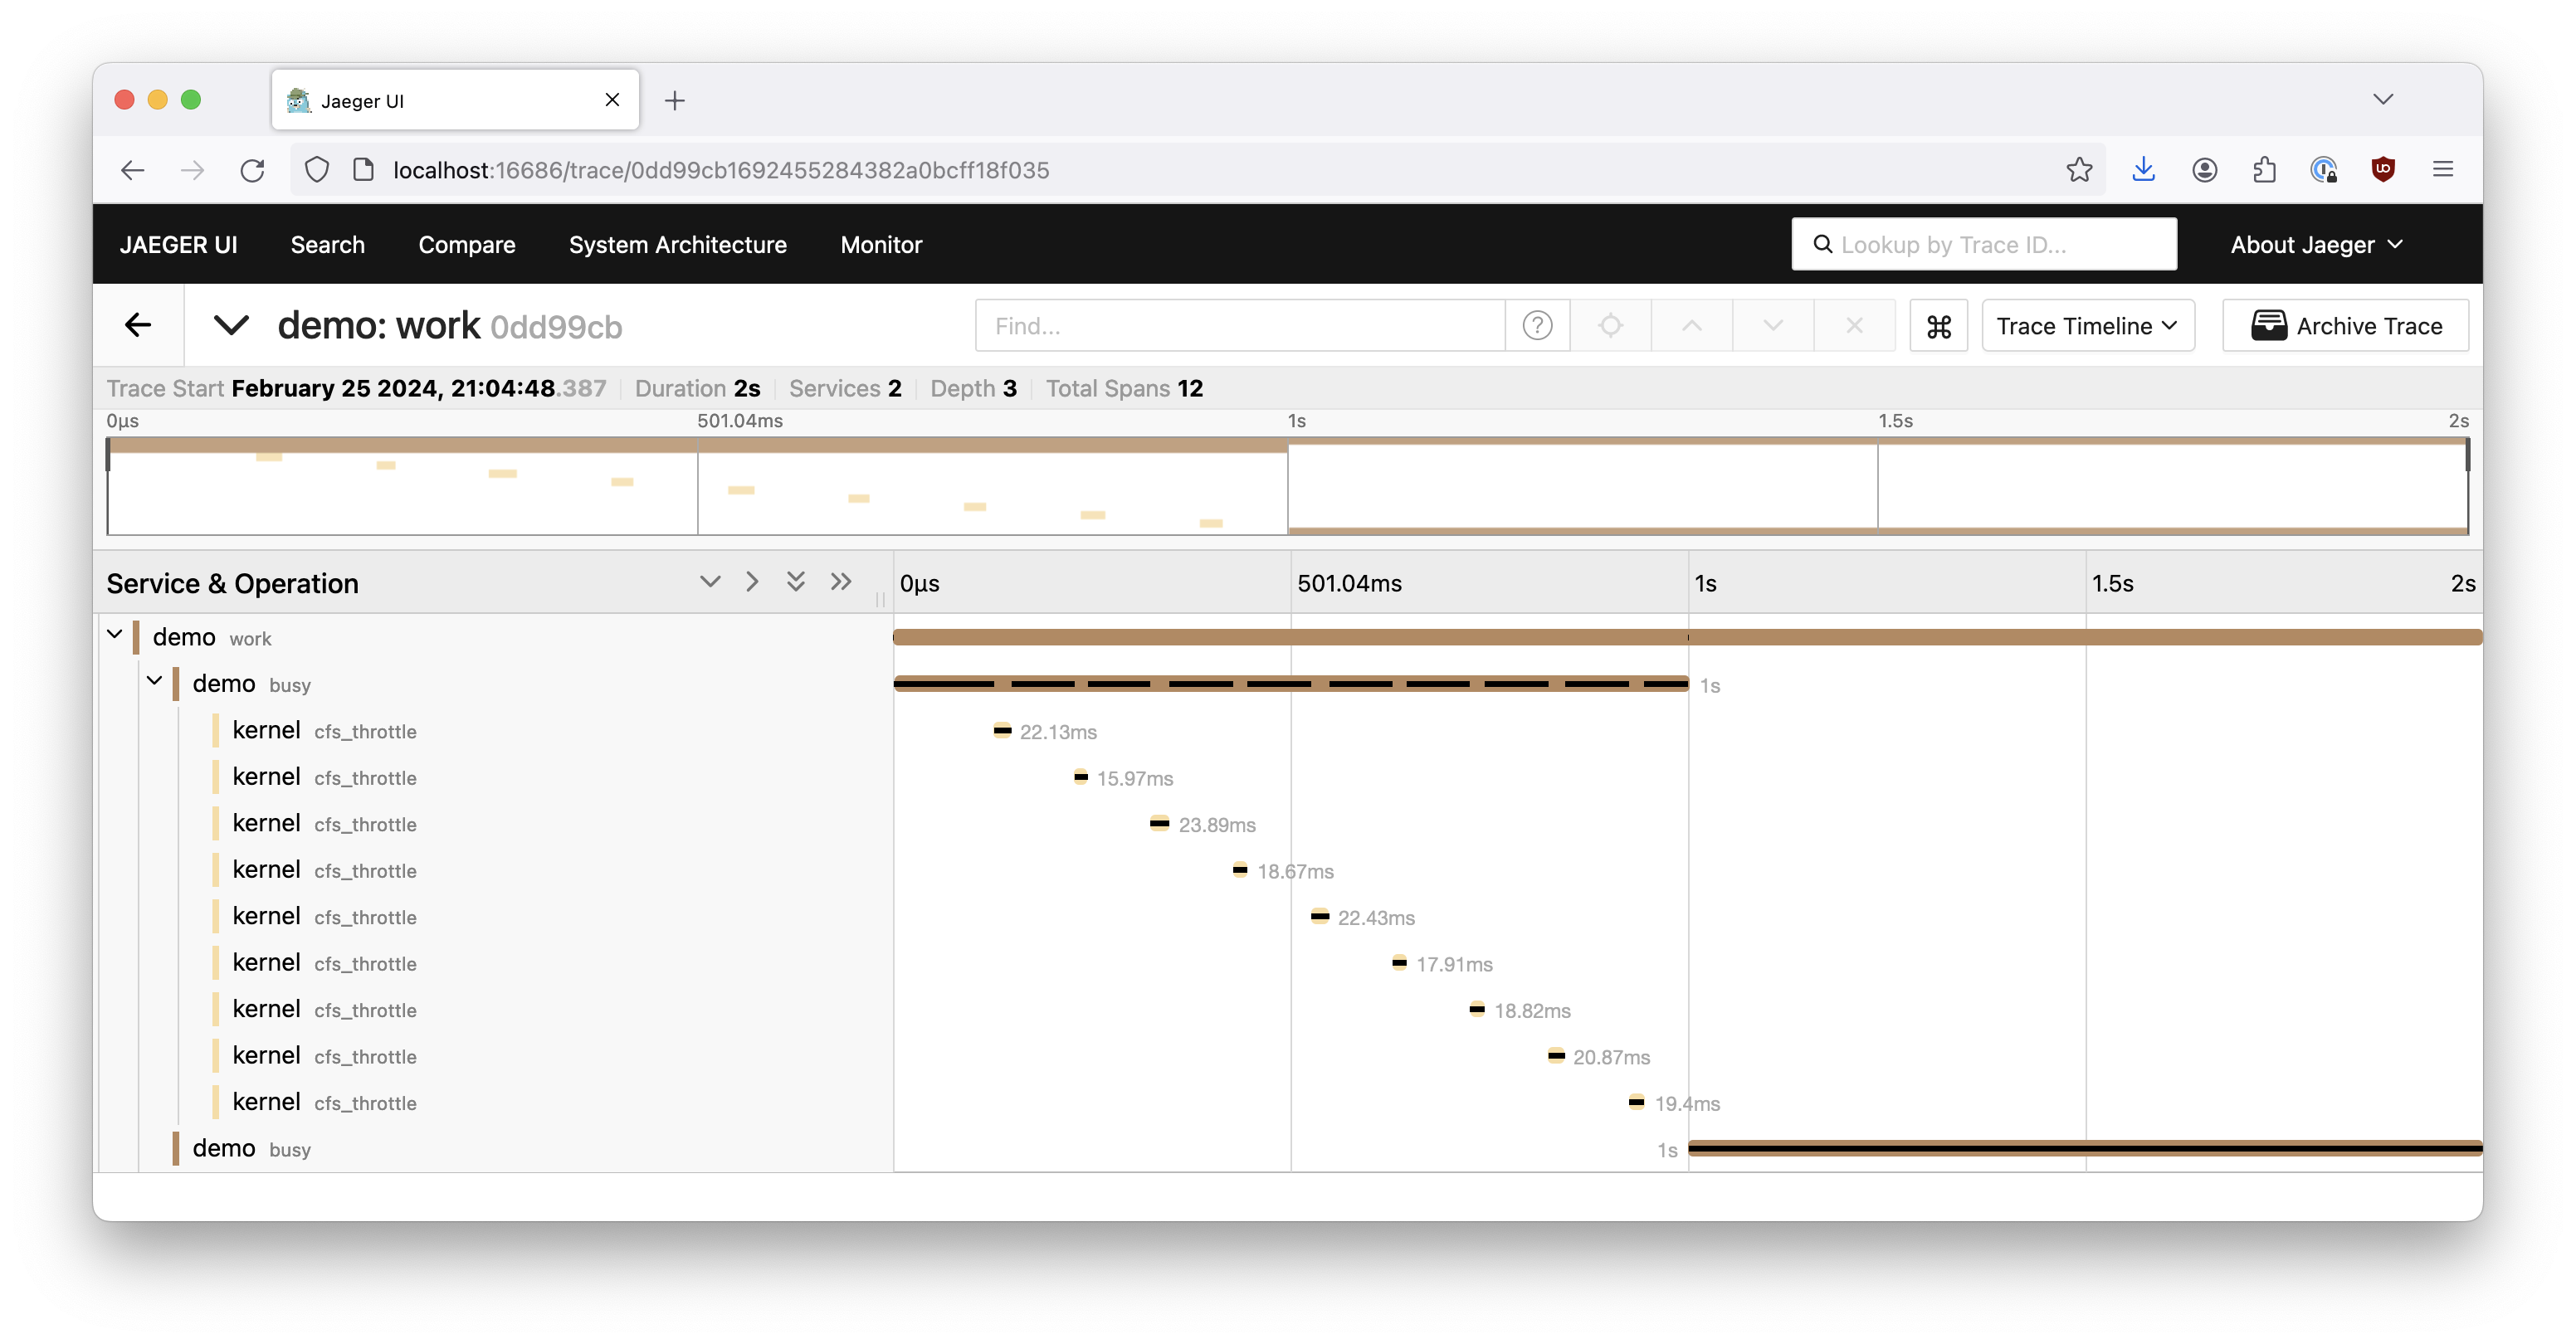 Jaeger UI
localhost:16686/trace/0dd99cb1692455284382a0bcff18f035
JAEGER UI Search Compare System Architecture Monitor Lookup by Trace ID... About Jaeger
demo: work 0dd99cb Find... Trace Timeline Archive Trace
Trace Start February 25 2024, 21:04:48.387 Duration 2s Services 2 Depth 3 Total Spans 12
0μs 501.04ms 1s 1.5s 2s
Service & Operation 0μs 501.04ms 1s 1.5s 2s
demo work
demo busy 1s
kernel cfs_throttle 22.13ms
kernel cfs_throttle 15.97ms
kernel cfs_throttle 23.89ms
kernel cfs_throttle 18.67ms
kernel cfs_throttle 22.43ms
kernel cfs_throttle 17.91ms
kernel cfs_throttle 18.82ms
kernel cfs_throttle 20.87ms
kernel cfs_throttle 19.4ms
demo busy 1s